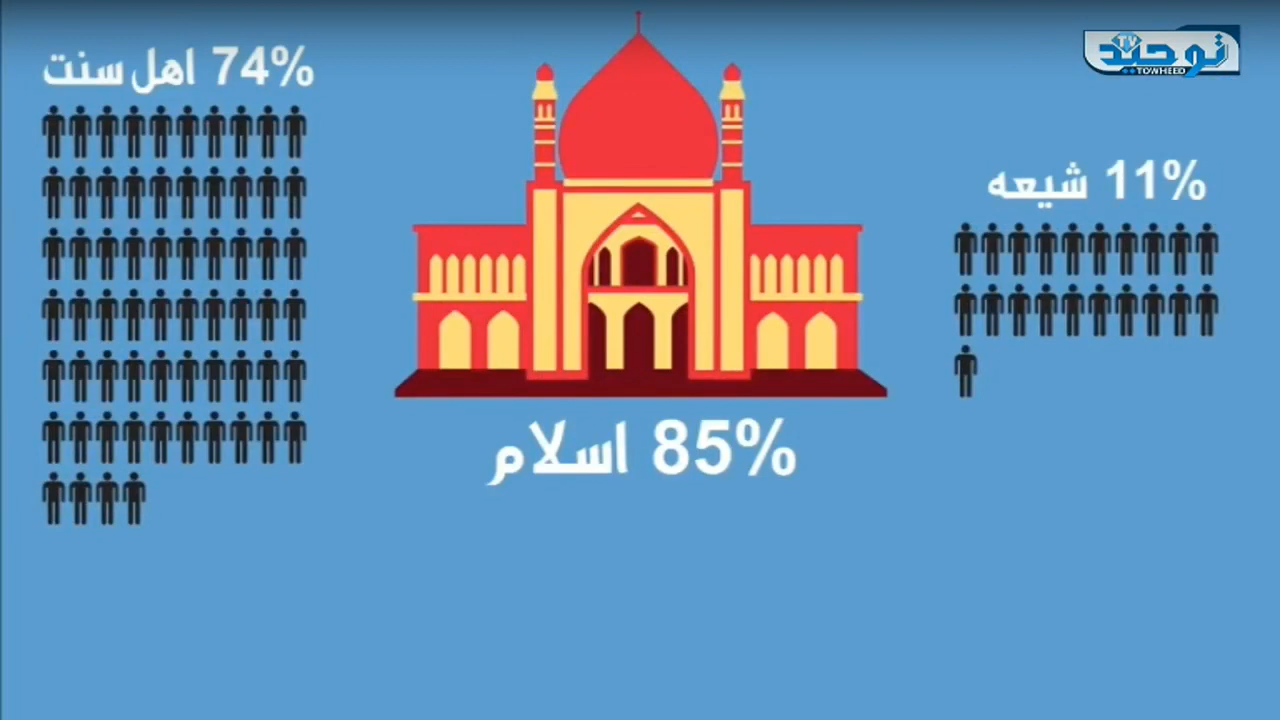 74% اهل سنت
توحید
TV
TOWHEED
11% شیعه
85% اسلام